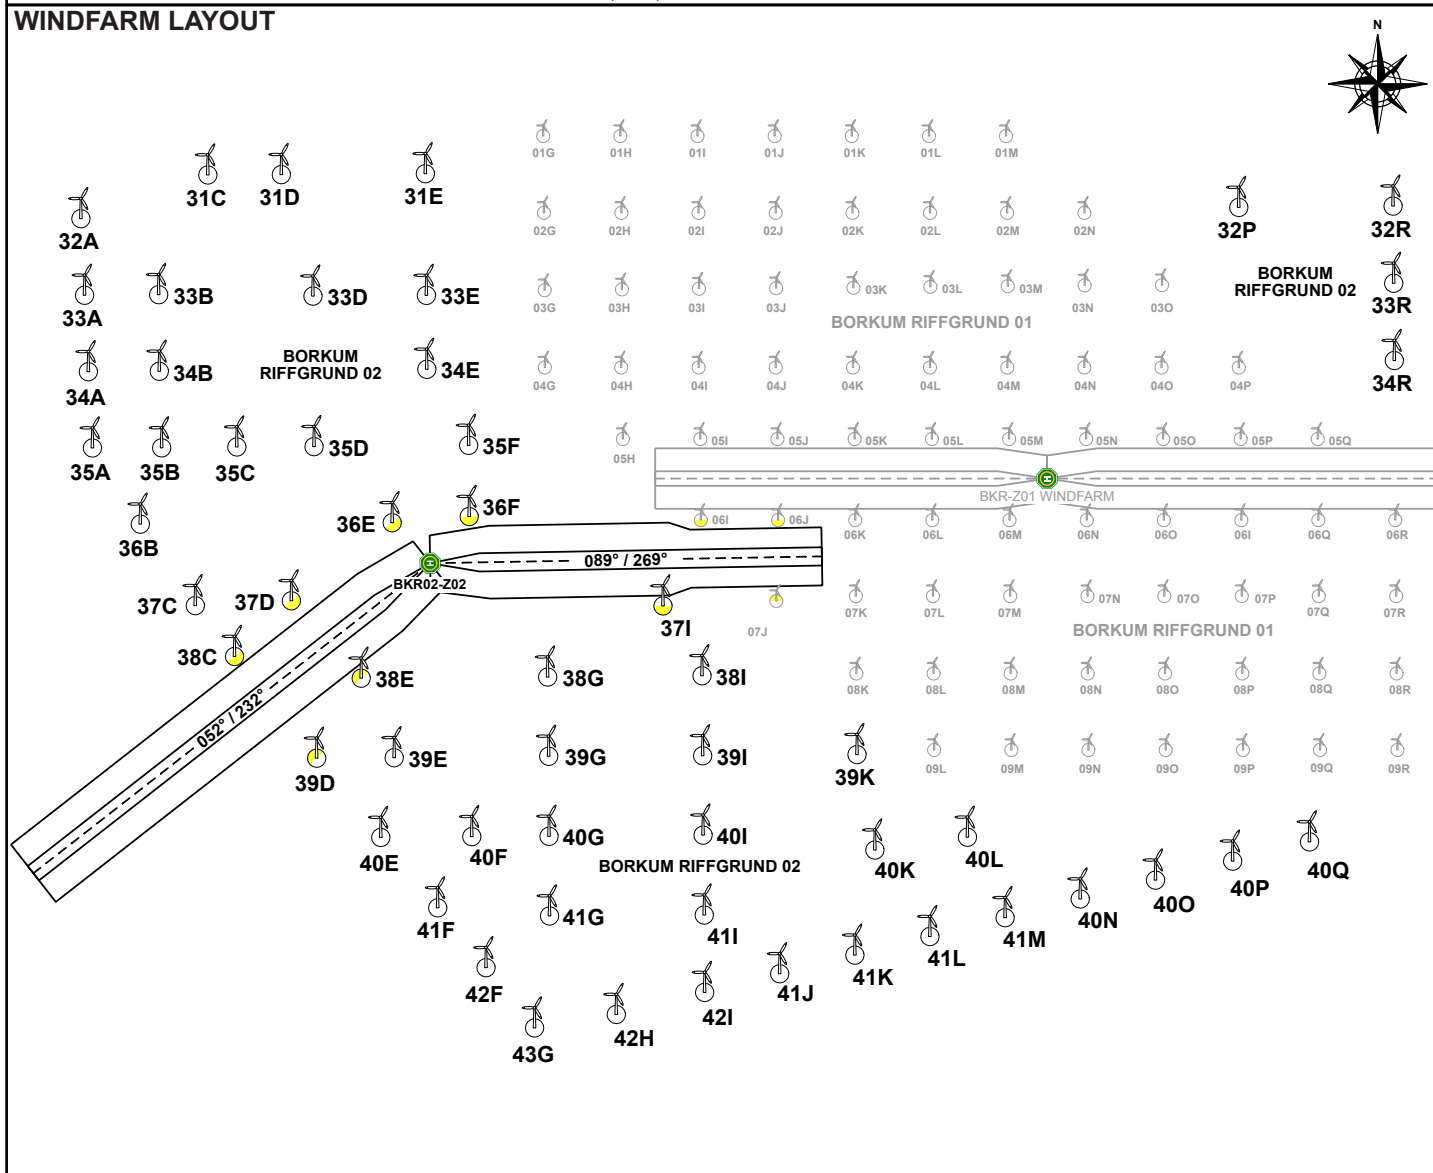 WINDFARM LAYOUT
N
01G 01H 01I 01J 01K 01L 01M
31C 31D 31E
32A
02G 02H 02I 02J 02K 02L 02M 02N
32P 32R
33A 33B 33D 33E
03G 03H 03I 03J 03K 03L 03M 03N 03O
BORKUM
RIFFGRUND 02
33R
BORKUM RIFFGRUND 01
34A 34B
BORKUM
RIFFGRUND 02
34E
04G 04H 04I 04J 04K 04L 04M 04N 04O 04P
34R
35A 35B 35C 35D 35F
05H 05I 05J 05K 05L 05M 05N 05O 05P 05Q
BKR-Z01 WINDFARM
36B 36E 36F
06I 06J 06K 06L 06M 06N 06O 06I 06Q 06R
089° / 269°
BKR02-Z02
37C 37D 37I
07J 07K 07L 07M 07N 07O 07P 07Q 07R
BORKUM RIFFGRUND 01
38C 38E 38G 38I
08K 08L 08M 08N 08O 08P 08Q 08R
052° / 232°
39D 39E 39G 39I 39K
09L 09M 09N 09O 09P 09Q 09R
40E 40F 40G 40I 40K 40L 40N 40O 40P 40Q
BORKUM RIFFGRUND 02
41F 41G 41I 41J 41K 41L 41M
42F 42H 42I
43G